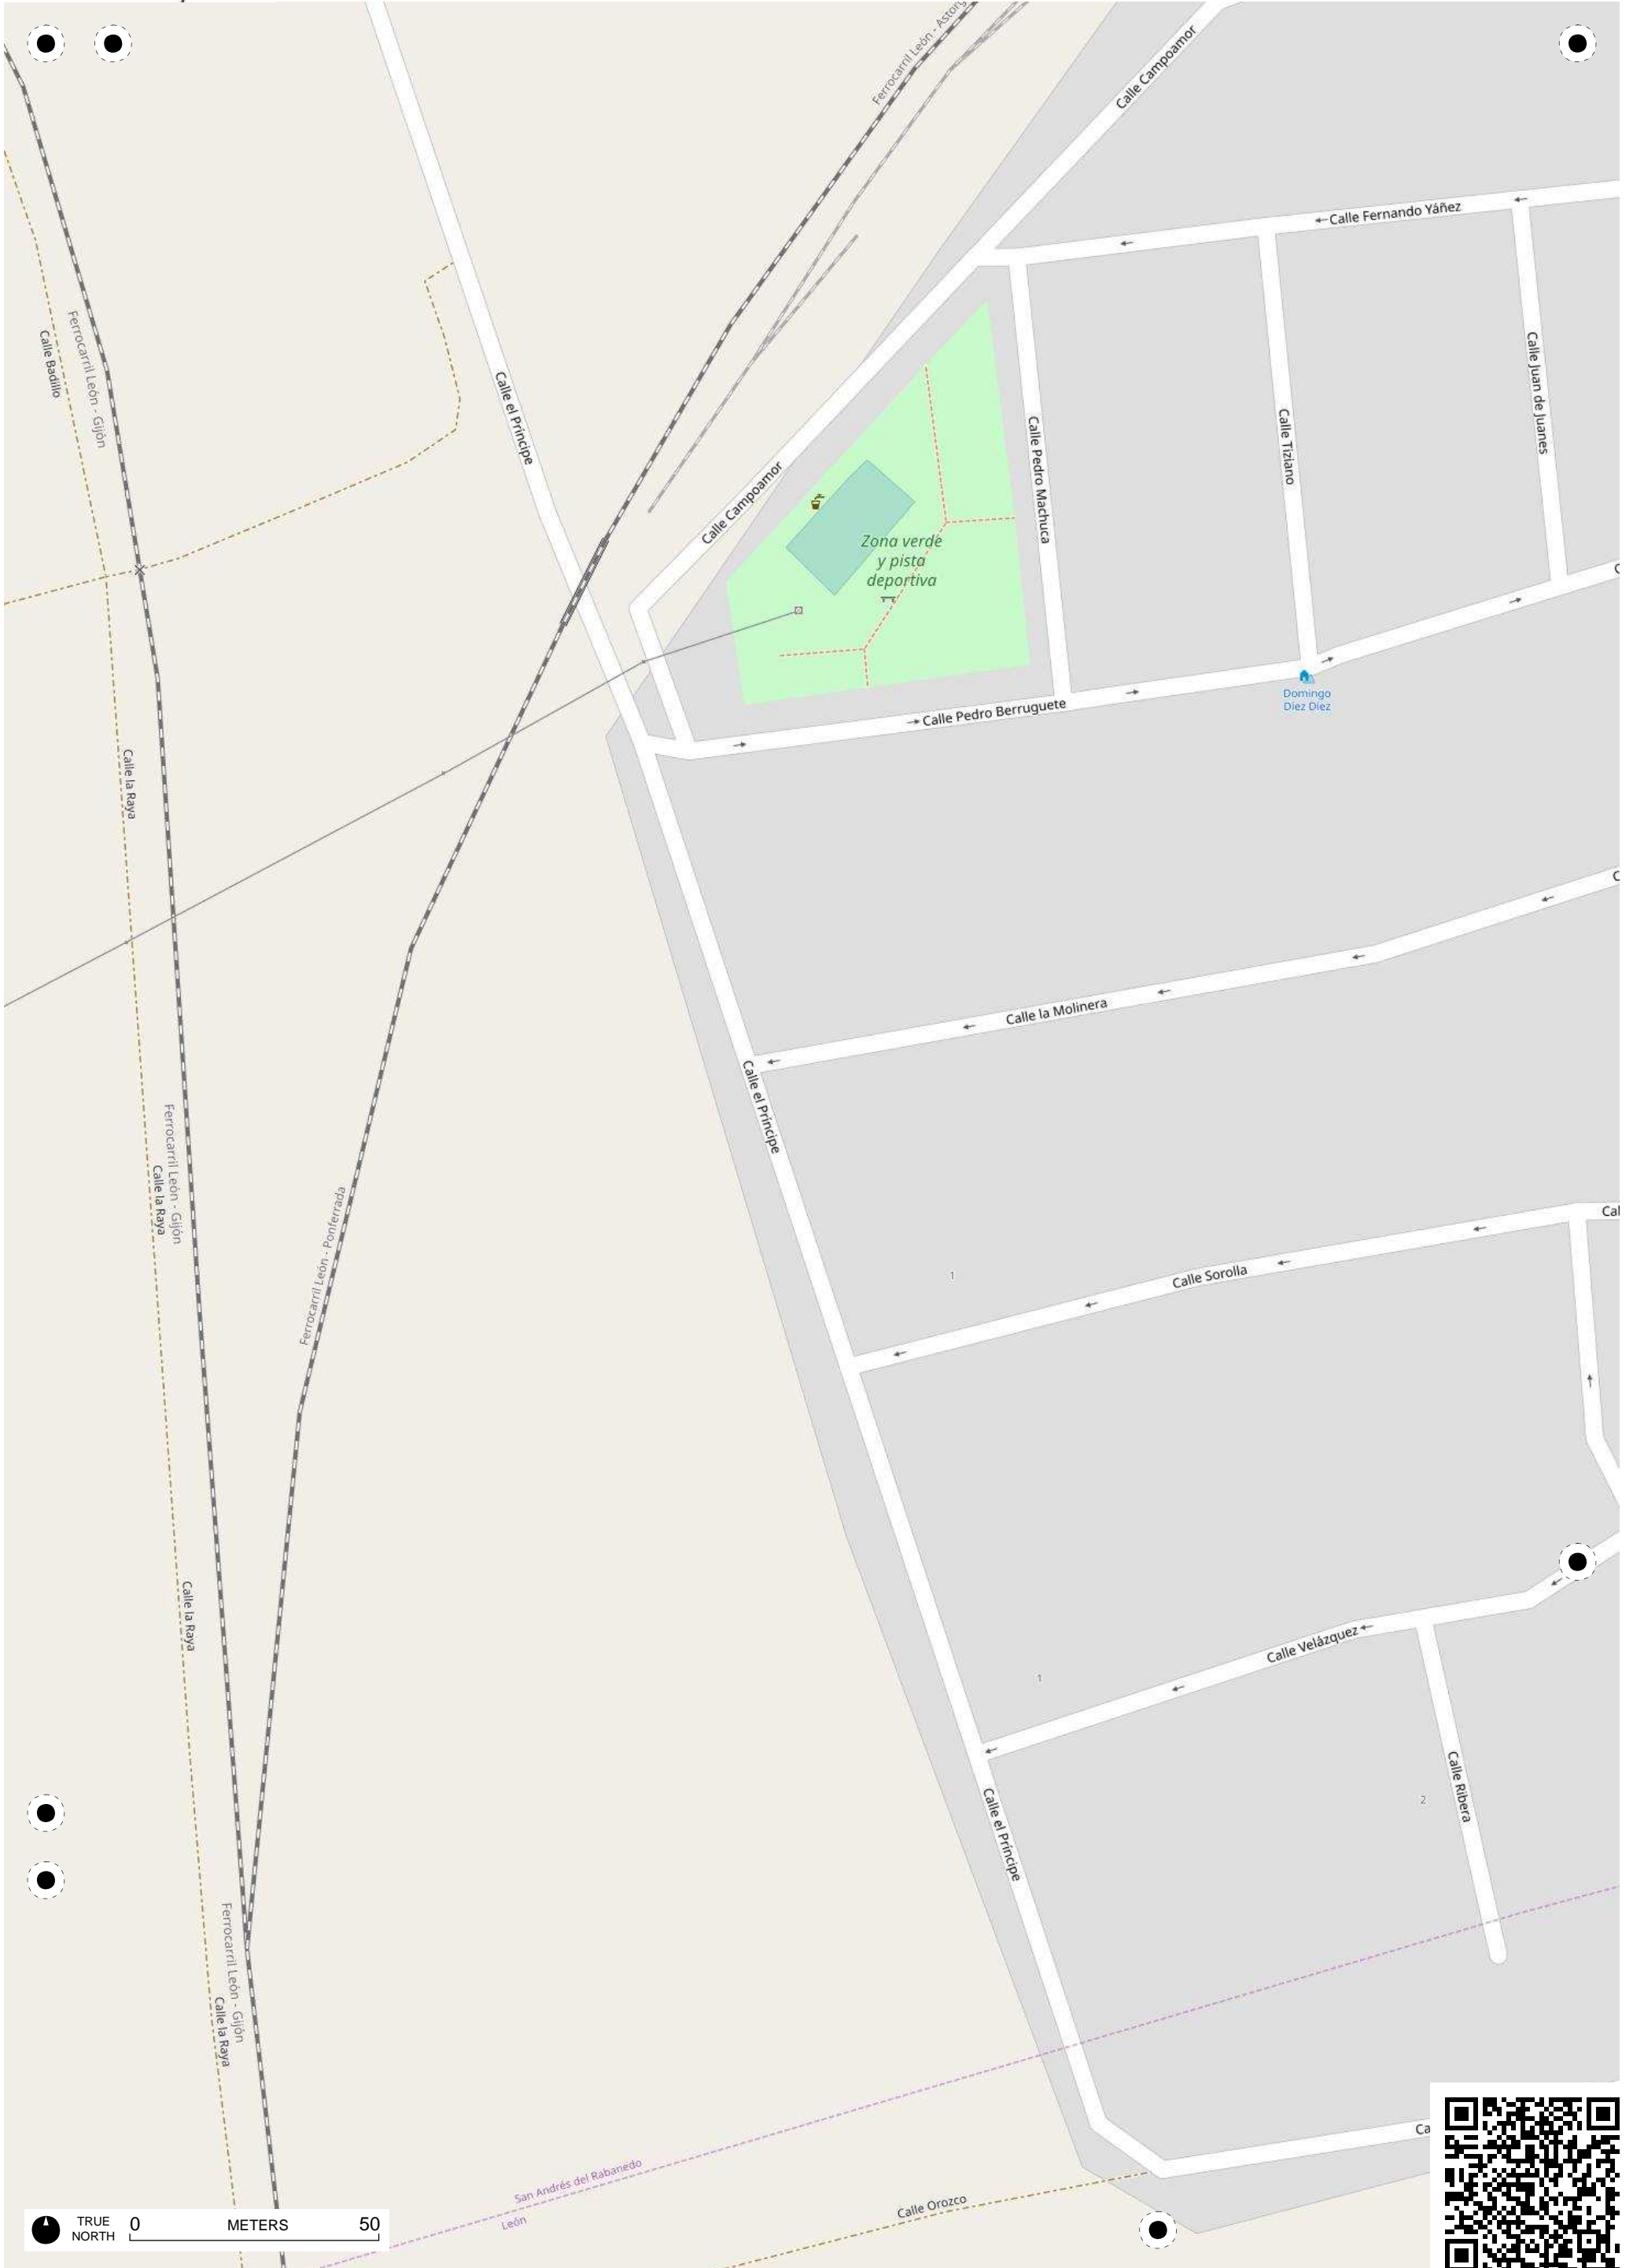 Ferrocarril León - Astorg
Calle Campoamor
←Calle Fernando Yáñez
Calle Badillo
Ferrocarril León - Gijón
Calle el Príncipe
Calle Juan de Juanes
Calle Tiziano
Calle Pedro Machuca
Calle Campoamor
Zona verde
y pista
deportiva
C
Domingo
Díez Díez
→Calle Pedro Berruguete
Calle la Raya
C
Calle la Molinera
Calle el Príncipe
Ferrocarril León - Gijón
Calle la Raya
Ferrocarril León - Ponferrada
Cal
Calle Sorolla
1
Calle la Raya
Calle Velázquez
1
Calle Ribera
2
Calle el Príncipe
Ferrocarril León - Gijón
Calle la Raya
Ca
San Andrés del Rabanedo
León
Calle Orozco
TRUE
NORTH
0 METERS 50